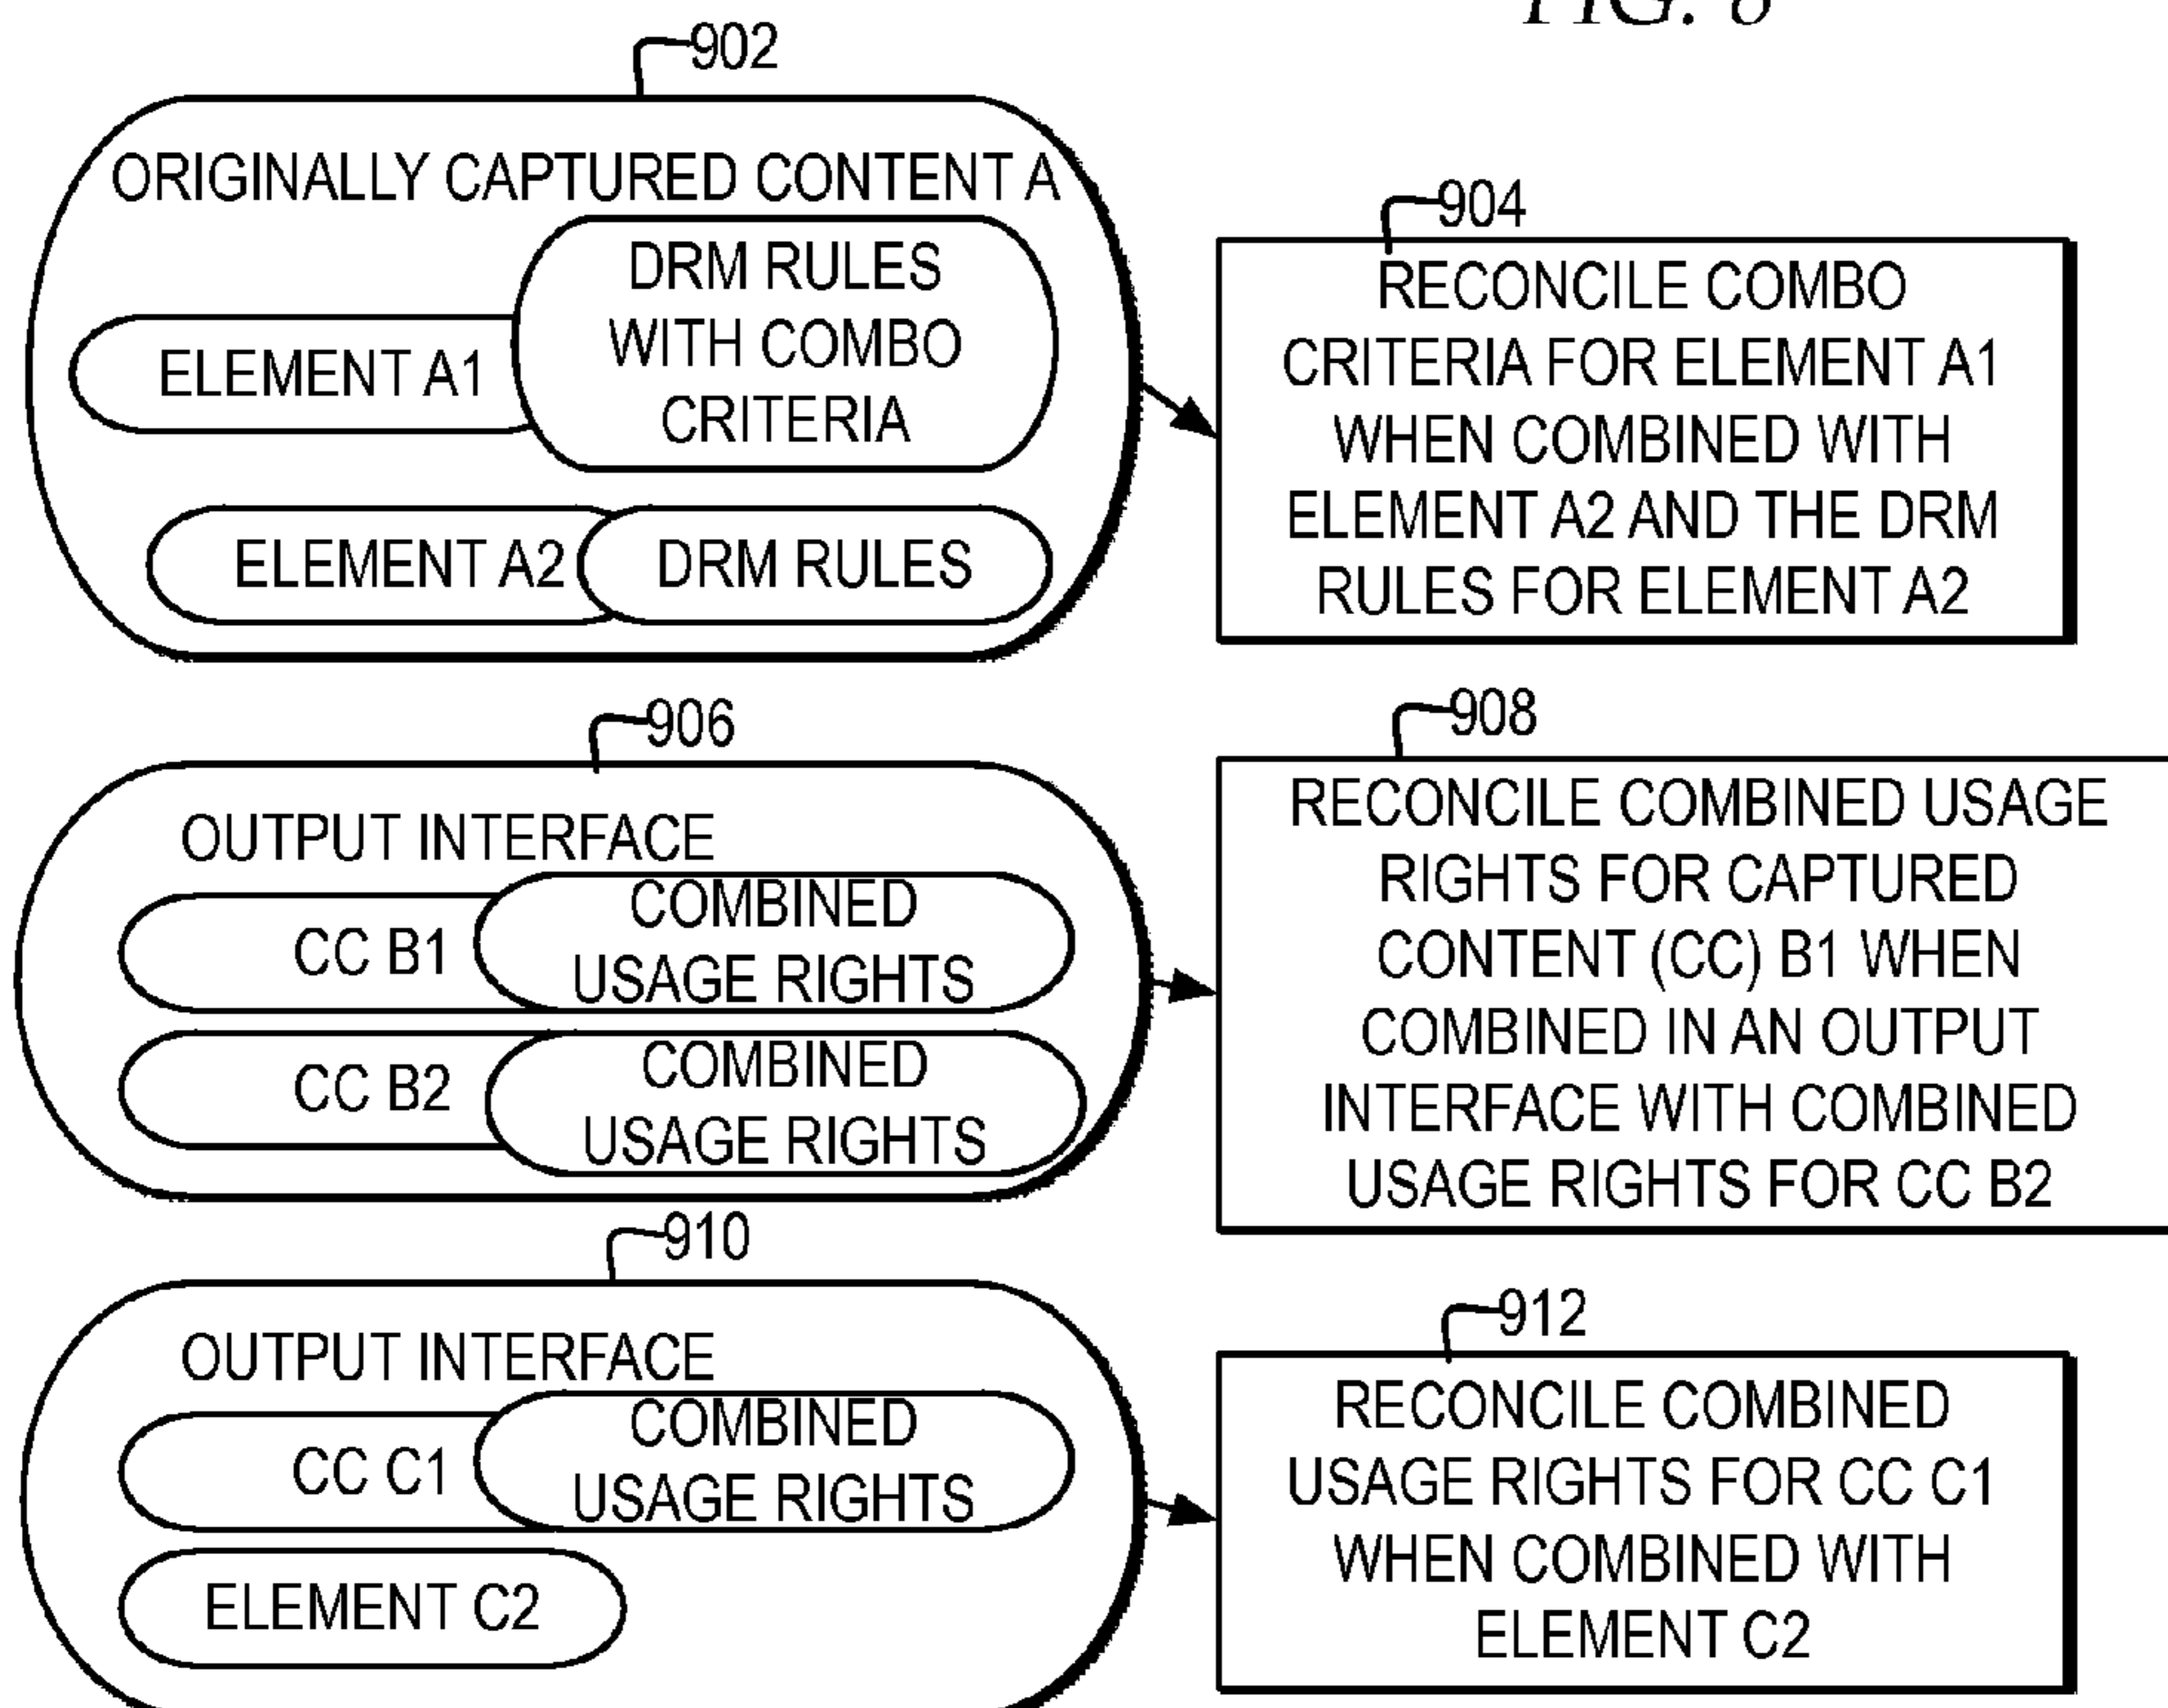 FIG. 8
902
ORIGINALLY CAPTURED CONTENT A
DRM RULES
WITH COMBO
CRITERIA
ELEMENT A1
ELEMENT A2
DRM RULES
904
RECONCILE COMBO
CRITERIA FOR ELEMENT A1
WHEN COMBINED WITH
ELEMENT A2 AND THE DRM
RULES FOR ELEMENT A2
906
OUTPUT INTERFACE
CC B1
COMBINED
USAGE RIGHTS
CC B2
COMBINED
USAGE RIGHTS
908
RECONCILE COMBINED USAGE
RIGHTS FOR CAPTURED
CONTENT (CC) B1 WHEN
COMBINED IN AN OUTPUT
INTERFACE WITH COMBINED
USAGE RIGHTS FOR CC B2
910
OUTPUT INTERFACE
CC C1
COMBINED
USAGE RIGHTS
ELEMENT C2
912
RECONCILE COMBINED
USAGE RIGHTS FOR CC C1
WHEN COMBINED WITH
ELEMENT C2